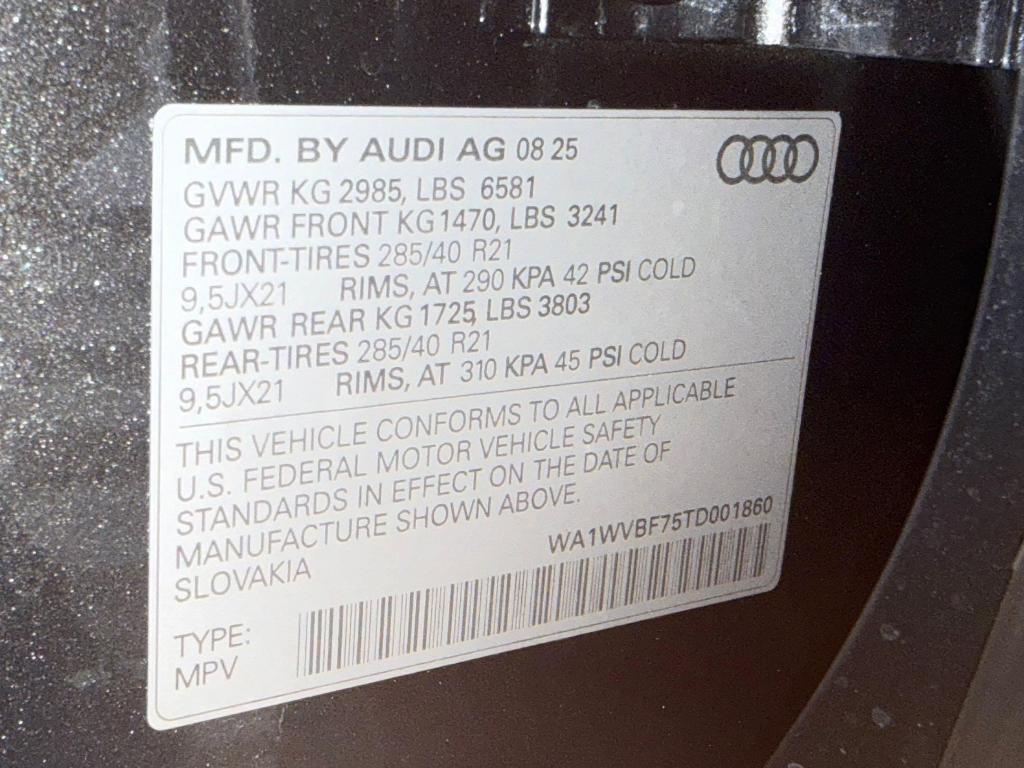 MFD. BY AUDI AG 08 25
GVWR KG 2985, LBS 6581
GAWR FRONT KG 1470, LBS 3241
FRONT-TIRES 285/40 R21
9,5JX21 RIMS, AT 290 KPA 42 PSI COLD
GAWR REAR KG 1725, LBS 3803
REAR-TIRES 285/40 R21
9,5JX21 RIMS, AT 310 KPA 45 PSI COLD
THIS VEHICLE CONFORMS TO ALL APPLICABLE
U.S. FEDERAL MOTOR VEHICLE SAFETY
STANDARDS IN EFFECT ON THE DATE OF
MANUFACTURE SHOWN ABOVE.
SLOVAKIA
WA1WVBF75TD001860
TYPE:
MPV